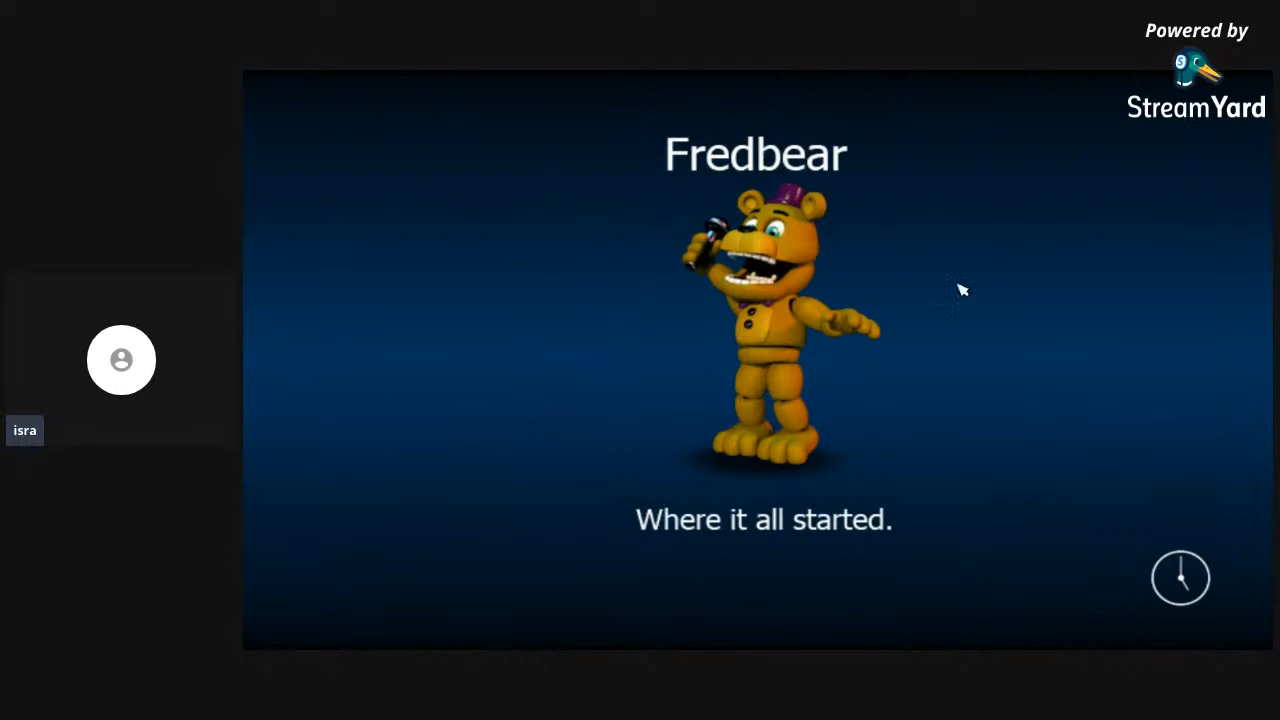 Powered by
StreamYard
Fredbear
isra
Where it all started.